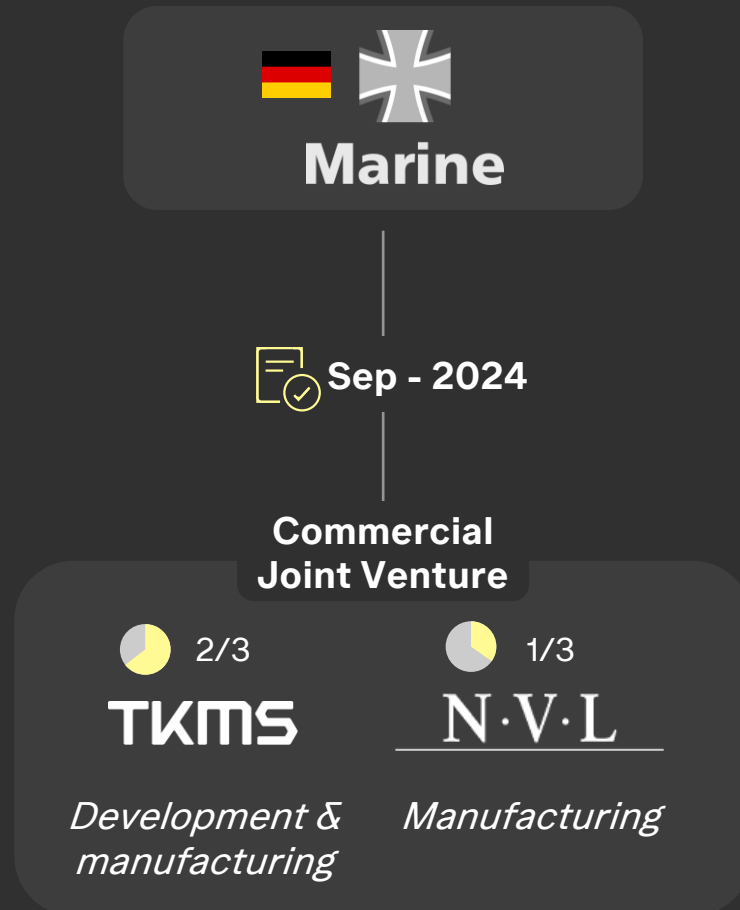 Marine
Sep - 2024
Commercial
Joint Venture
2/3
1/3
TKMS
N·V·L
Development &
manufacturing
Manufacturing